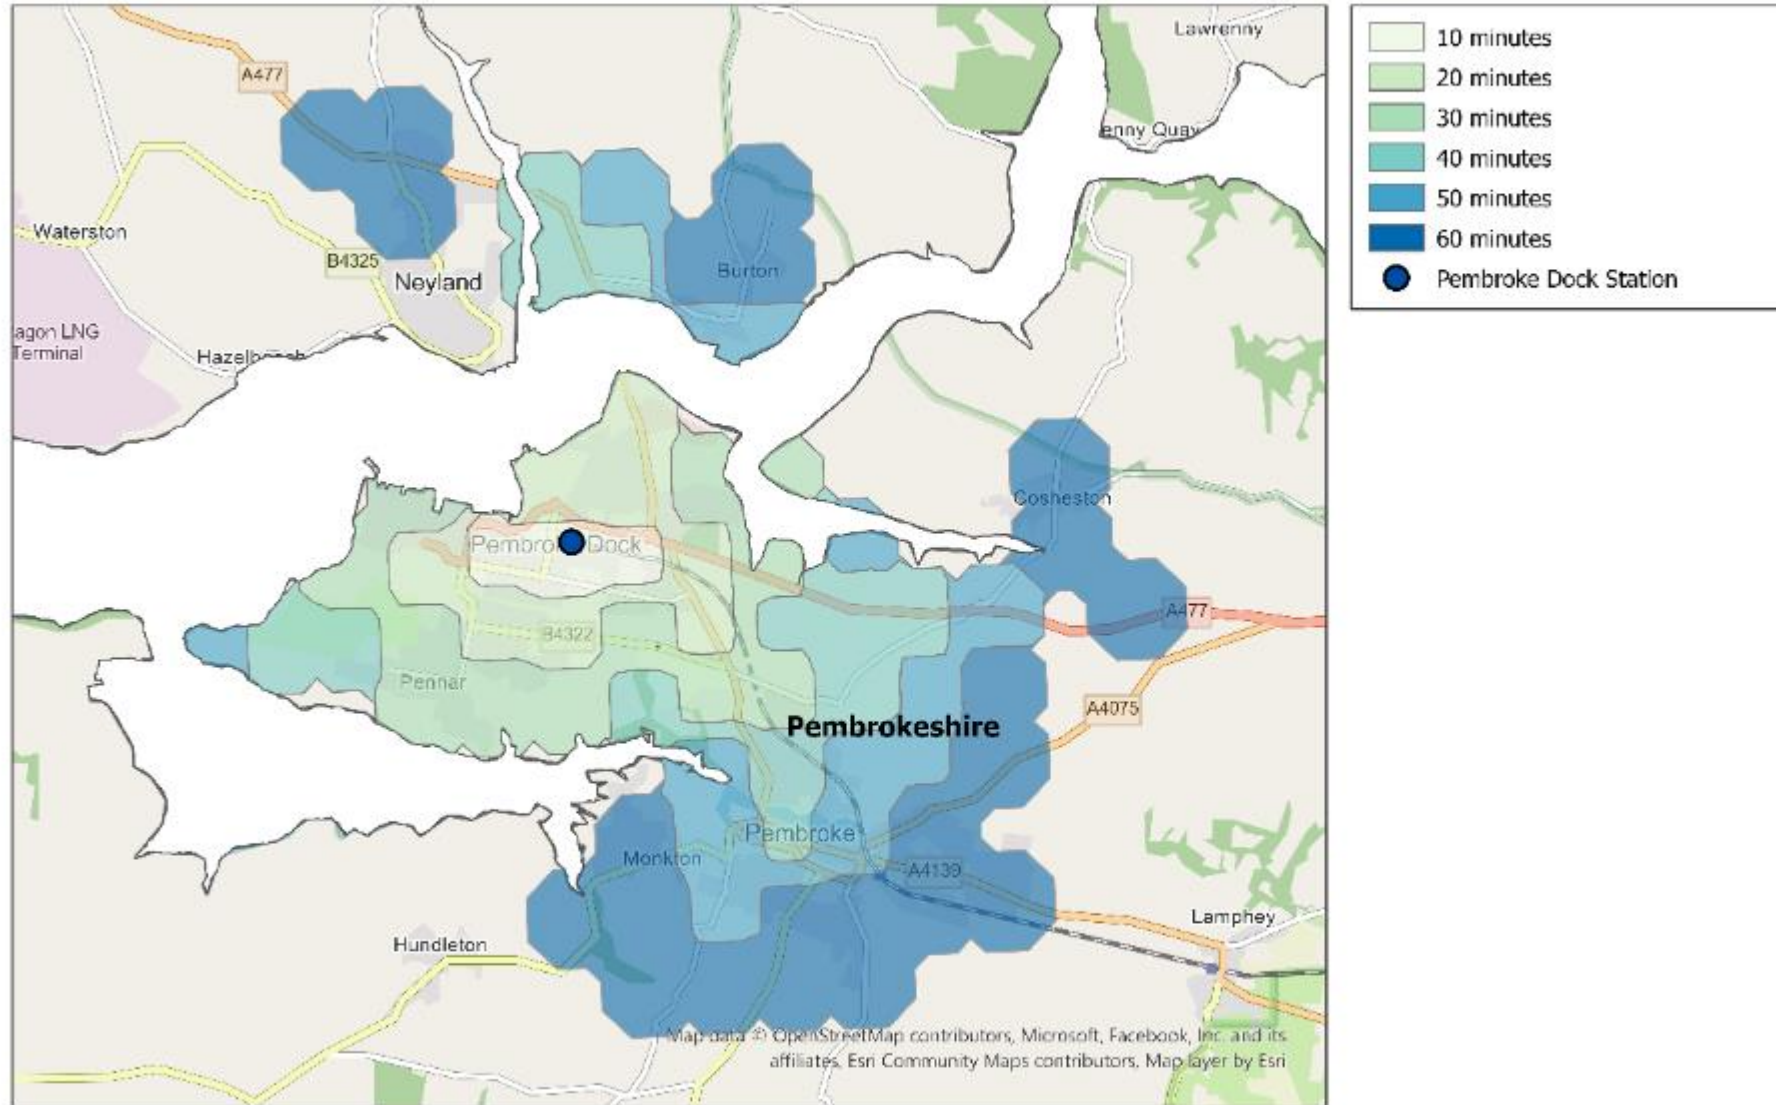 Lawrenny
A477
enny Quay
Waterston
B4325
Neyland
Burton
agon LNG
Terminal
Cosheston
Pembroke Dock
A477
B4322
Pennar
A4075
Pembrokeshire
Pembroke
Monkton
A4139
Lamphey
Hundleton
Map data © OpenStreetMap contributors, Microsoft, Facebook, Inc. and its
affiliates, Esri Community Maps contributors, Map layer by Esri
10 minutes
20 minutes
30 minutes
40 minutes
50 minutes
60 minutes
Pembroke Dock Station